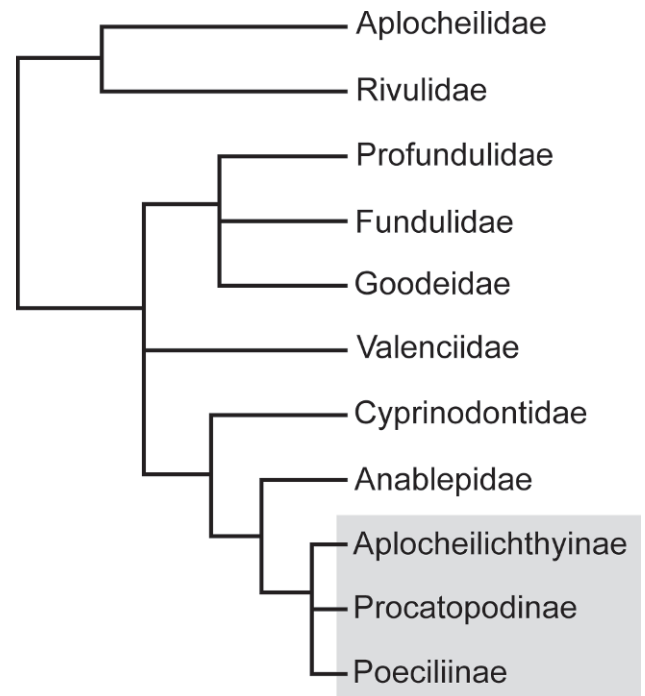 Aplocheilidae
Rivulidae
Profundulidae
Fundulidae
Goodeidae
Valenciidae
Cyprinodontidae
Anablepidae
Aplocheilichthyinae
Procatopodinae
Poeciliinae